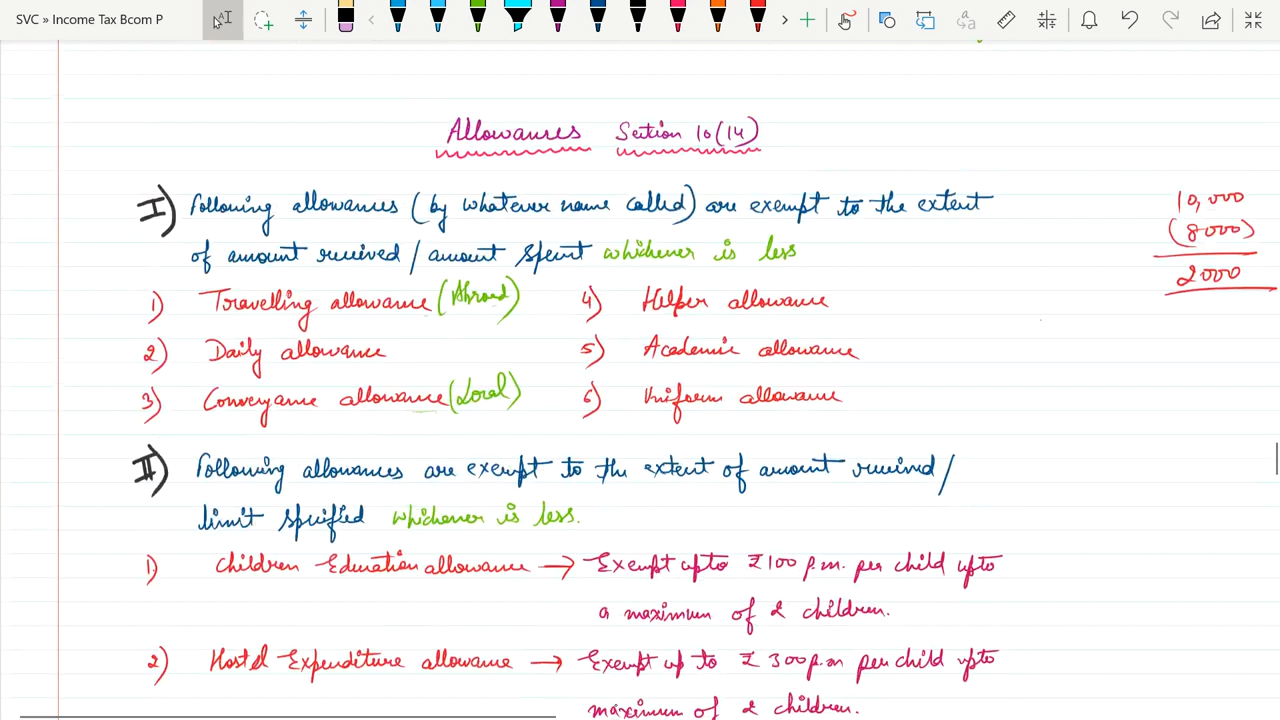 SVC » Income Tax Bcom P
Allowances Section 10(14)
I) Following allowances (by whatever name called) are exempt to the extent
of amount received / amount spent whichever is less
10,000
(8000)
2000
1) Travelling allowance (Abroad)
2) Daily allowance
3) Conveyance allowance (Local)
4) Helper allowance
5) Academic allowance
6) Uniform allowance
II) Following allowances are exempt to the extent of amount received /
limit specified whichever is less.
1) Children Education allowance → Exempt upto ₹100 p.m. per child upto
a maximum of 2 children.
2) Hostel Expenditure allowance → Exempt up to ₹300 p.m per child upto
maximum of 2 children.